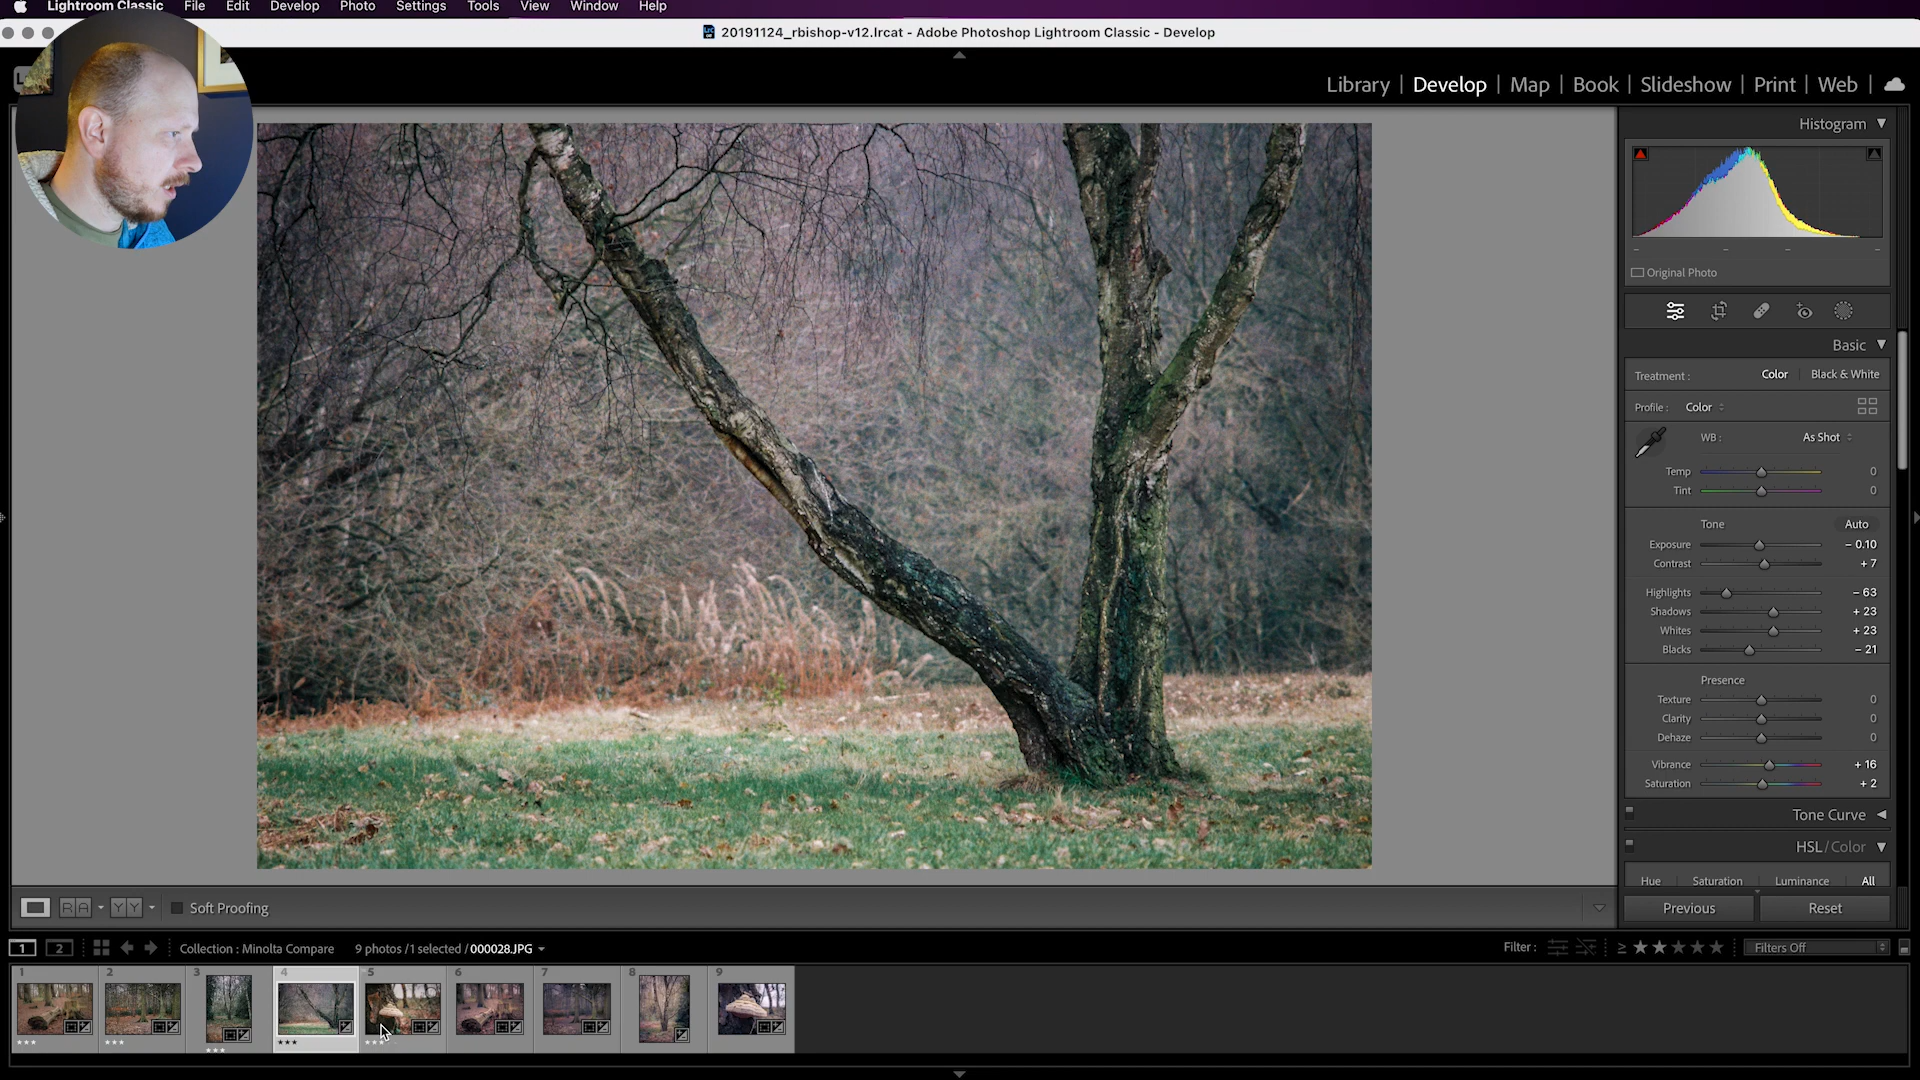 Lightroom Classic File Edit Develop Photo Settings Tools View Window Help
20191124_rbishop-v12.lrcat - Adobe Photoshop Lightroom Classic - Develop
Library | Develop | Map | Book | Slideshow | Print | Web
Histogram
Original Photo
Basic
Treatment : Color Black & White
Profile : Color
WB : As Shot
Temp 0
Tint 0
Tone Auto
Exposure - 0.10
Contrast + 7
Highlights - 63
Shadows + 23
Whites + 23
Blacks - 21
Presence
Texture 0
Clarity 0
Dehaze 0
Vibrance + 16
Saturation + 2
Tone Curve
HSL / Color
Hue Saturation Luminance All
R A Y Y Soft Proofing
Previous Reset
1 2 Collection : Minolta Compare 9 photos / 1 selected / 000028.JPG Filter : ≥ ★★★★★ Filters Off
1 2 3 4 5 6 7 8 9